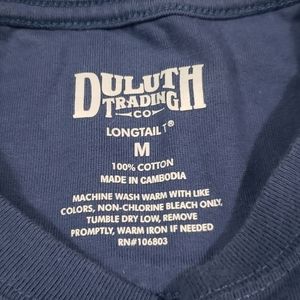 DULUTH
TRADING
CO
LONGTAIL T®
M
100% COTTON
MADE IN CAMBODIA
MACHINE WASH WARM WITH LIKE
COLORS, NON-CHLORINE BLEACH ONLY.
TUMBLE DRY LOW, REMOVE
PROMPTLY, WARM IRON IF NEEDED
RN#106803